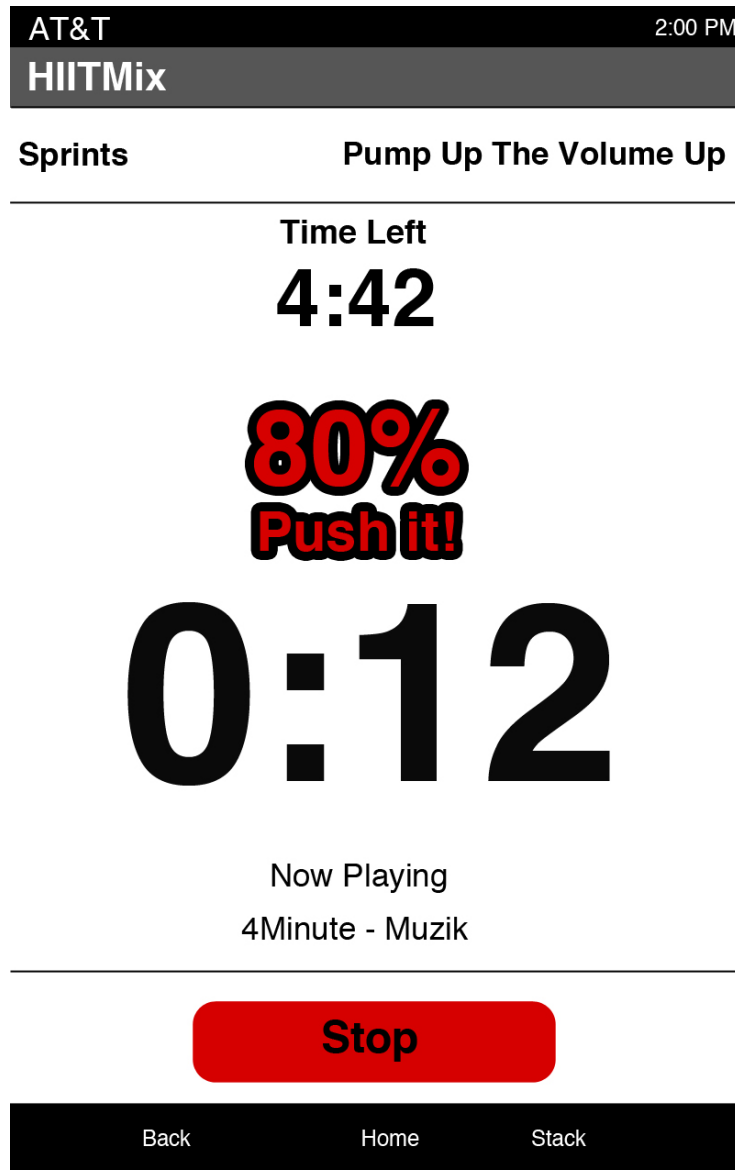 AT&T 2:00 PM
HIITMix
Sprints Pump Up The Volume Up
Time Left
4:42
80%
Push it!
0:12
Now Playing
4Minute - Muzik
Stop
Back Home Stack